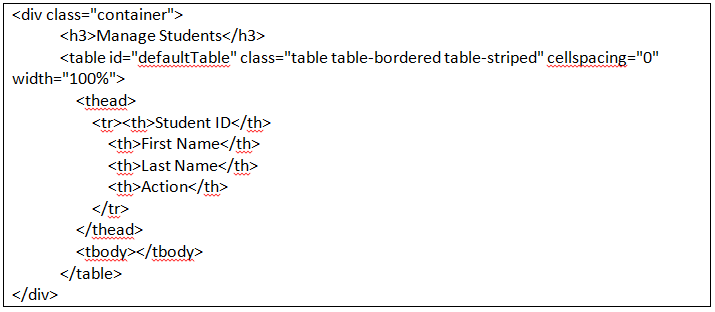 <div class="container">
<h3>Manage Students</h3>
<table id="defaultTable" class="table table-bordered table-striped" cellspacing="0"
width="100%">
<thead>
<tr><th>Student ID</th>
<th>First Name</th>
<th>Last Name</th>
<th>Action</th>
</tr>
</thead>
<tbody></tbody>
</table>
</div>